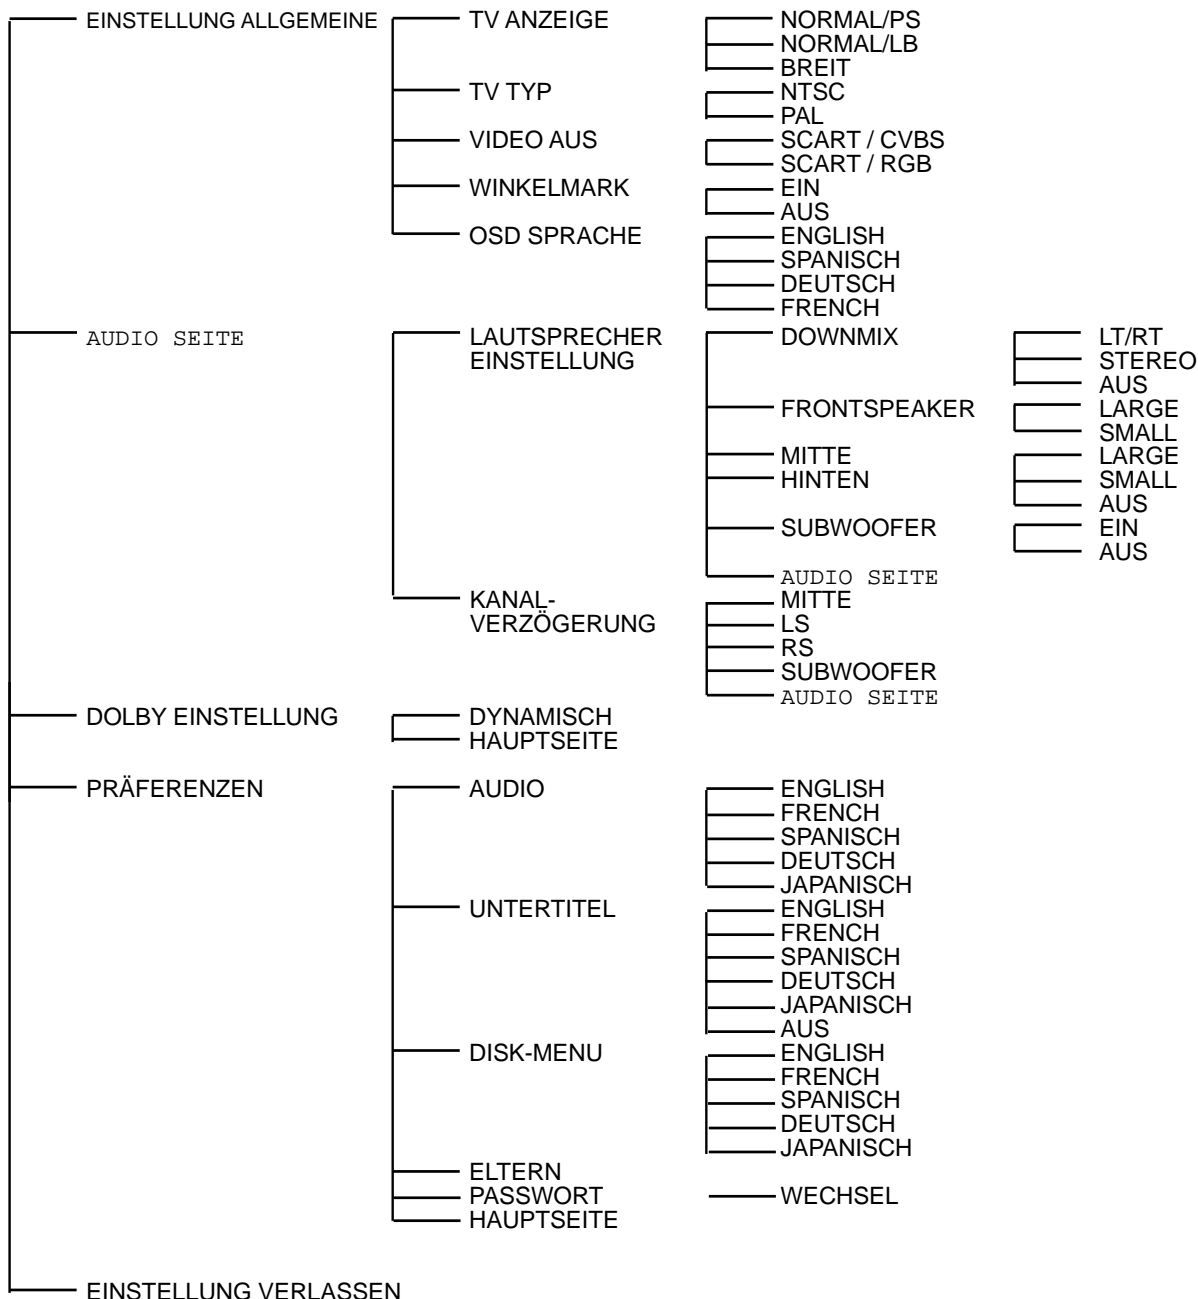 EINSTELLUNG ALLGEMEINE
TV ANZEIGE
NORMAL/PS
NORMAL/LB
BREIT
TV TYP
NTSC
PAL
VIDEO AUS
SCART / CVBS
SCART / RGB
WINKELMARK
EIN
AUS
OSD SPRACHE
ENGLISH
SPANISCH
DEUTSCH
FRENCH
AUDIO SEITE
LAUTSPRECHER
EINSTELLUNG
DOWNMIX
LT/RT
STEREO
AUS
FRONTSPEAKER
LARGE
SMALL
MITTE
HINTEN
LARGE
SMALL
AUS
SUBWOOFER
EIN
AUS
AUDIO SEITE
KANAL-
VERZÖGERUNG
MITTE
LS
RS
SUBWOOFER
AUDIO SEITE
DOLBY EINSTELLUNG
DYNAMISCH
HAUPTSEITE
PRÄFERENZEN
AUDIO
ENGLISH
FRENCH
SPANISCH
DEUTSCH
JAPANISCH
UNTERTITEL
ENGLISH
FRENCH
SPANISCH
DEUTSCH
JAPANISCH
AUS
DISK-MENU
ENGLISH
FRENCH
SPANISCH
DEUTSCH
JAPANISCH
ELTERN
PASSWORT
WECHSEL
HAUPTSEITE
EINSTELLUNG VERLASSEN